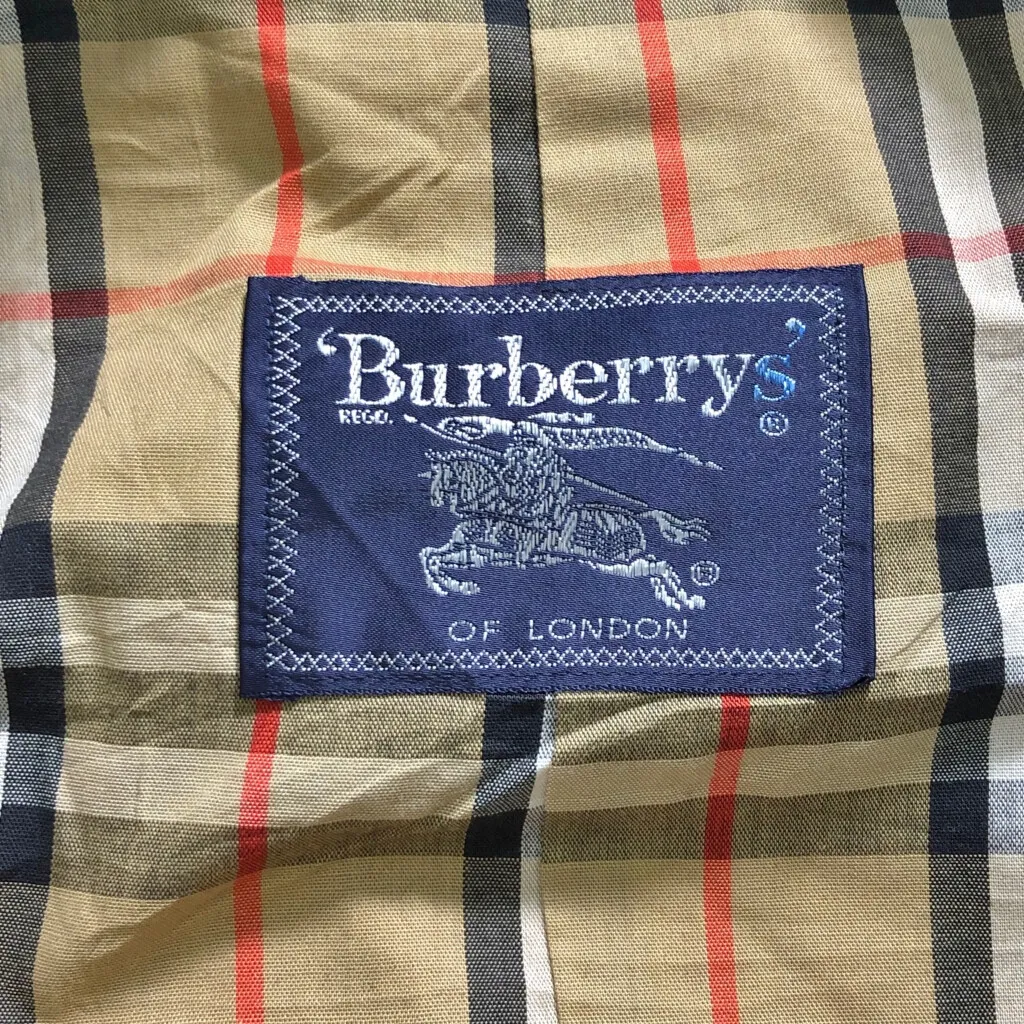 ‘Burberrys’
REGD. ®
®
OF LONDON